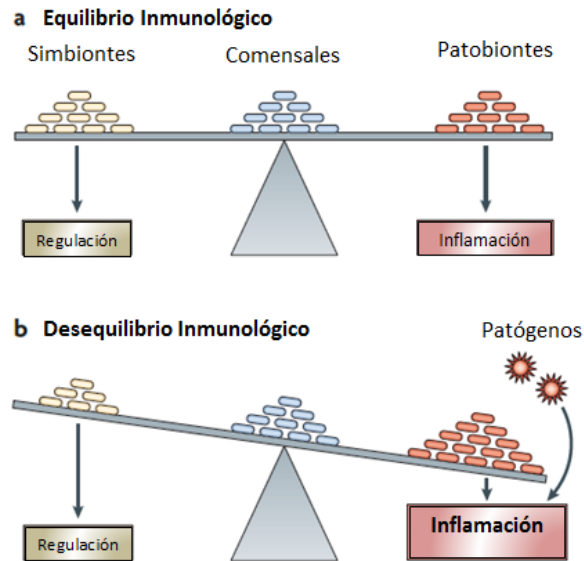 a Equilibrio Inmunológico
Simbiontes Comensales Patobiontes
Regulación Inflamación
b Desequilibrio Inmunológico
Patógenos
Regulación Inflamación